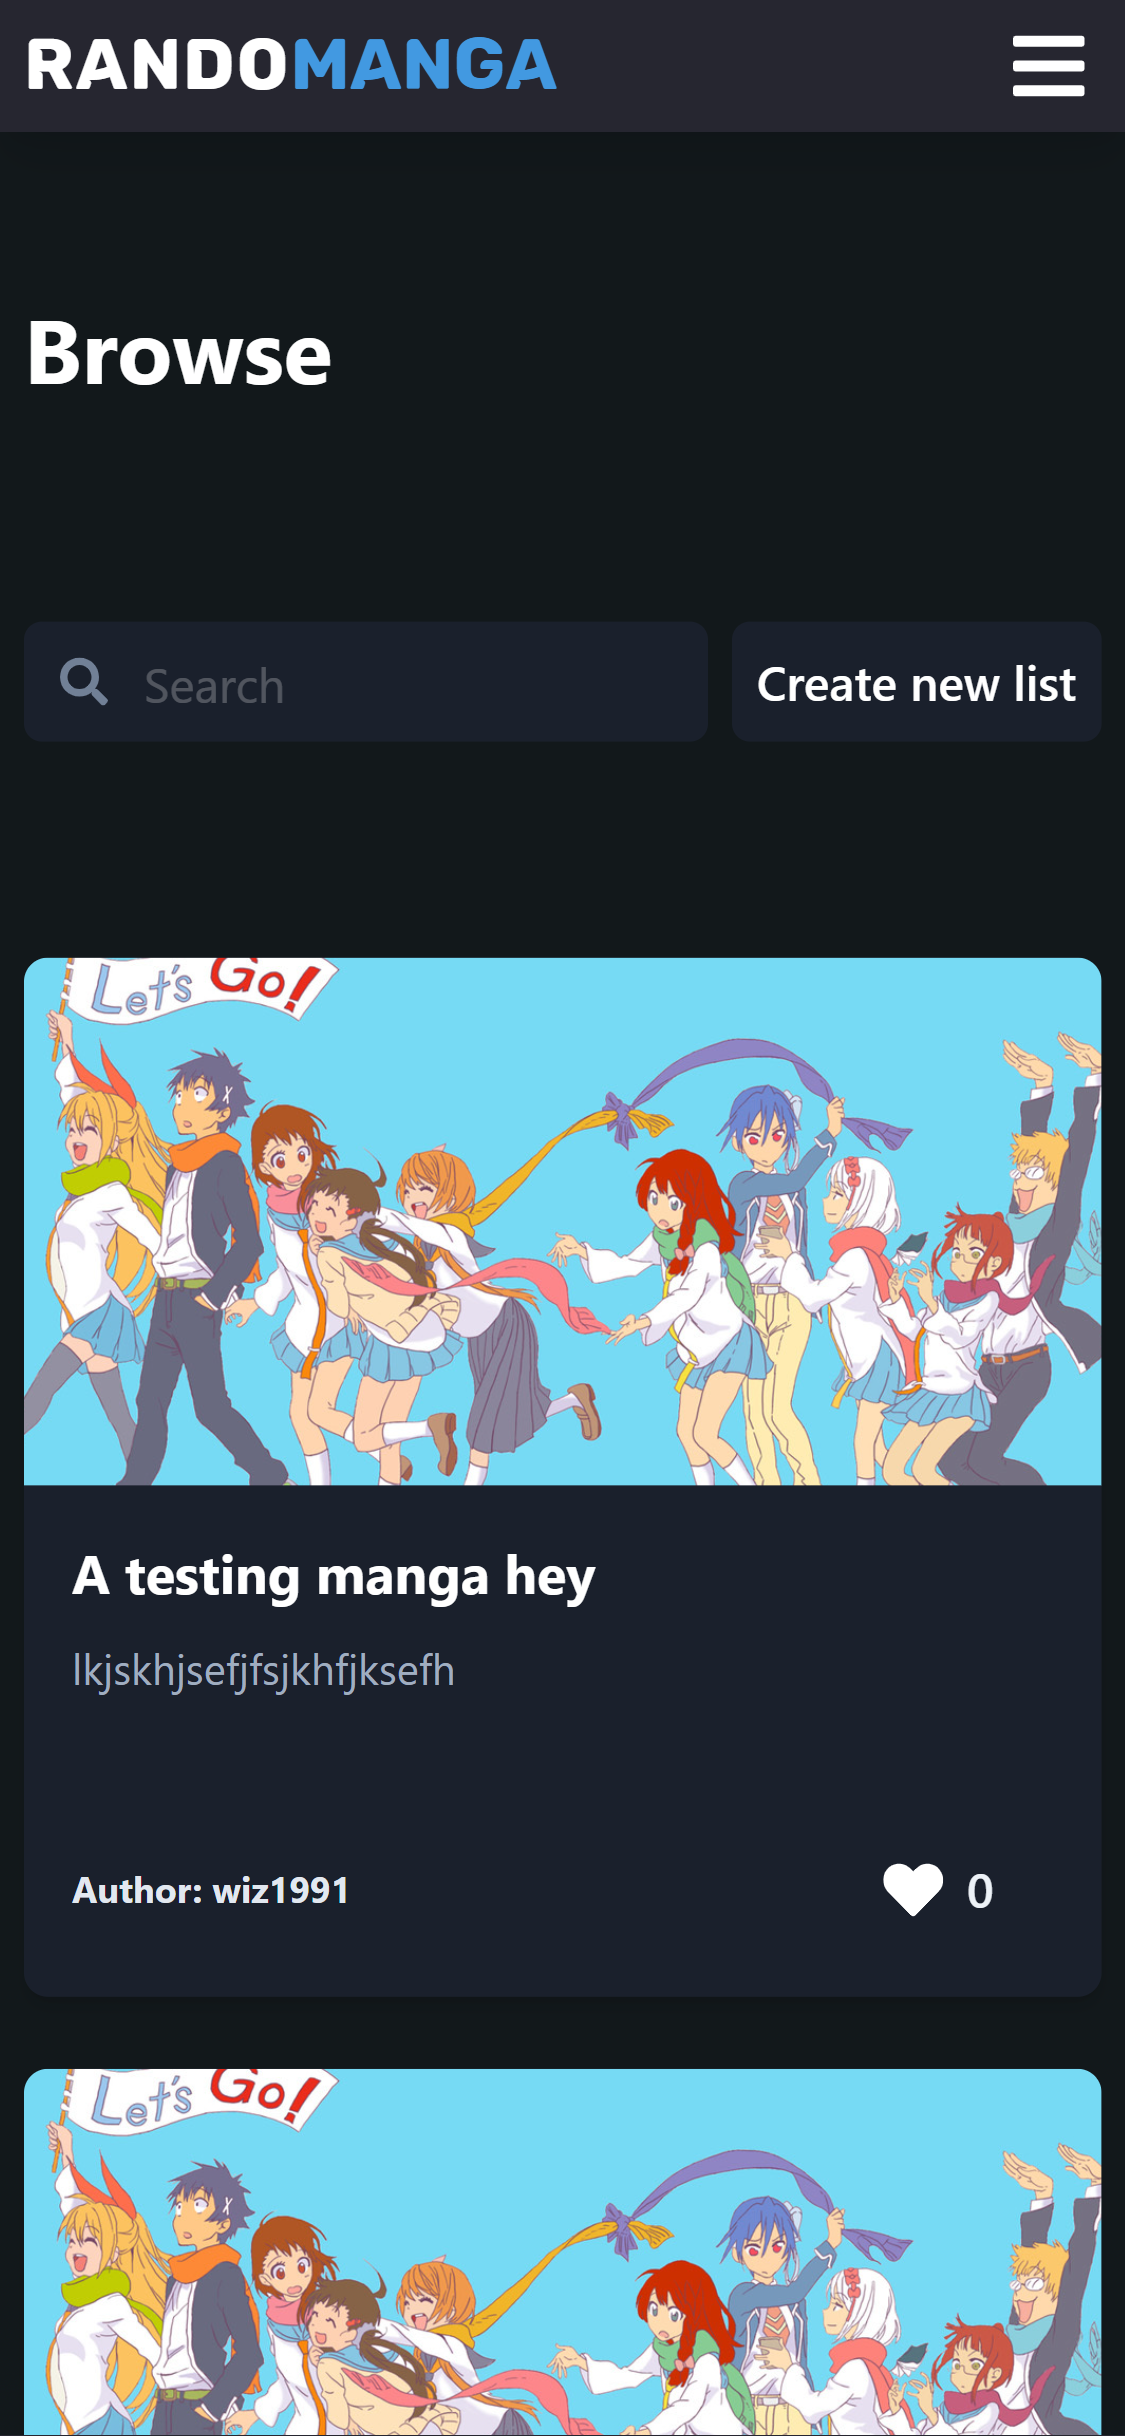 RANDOMANGA
Browse
Search
Create new list
Let's Go!
A testing manga hey
lkjskhjsefjfsjkhfjksefh
Author: wiz1991
0
Let's Go!